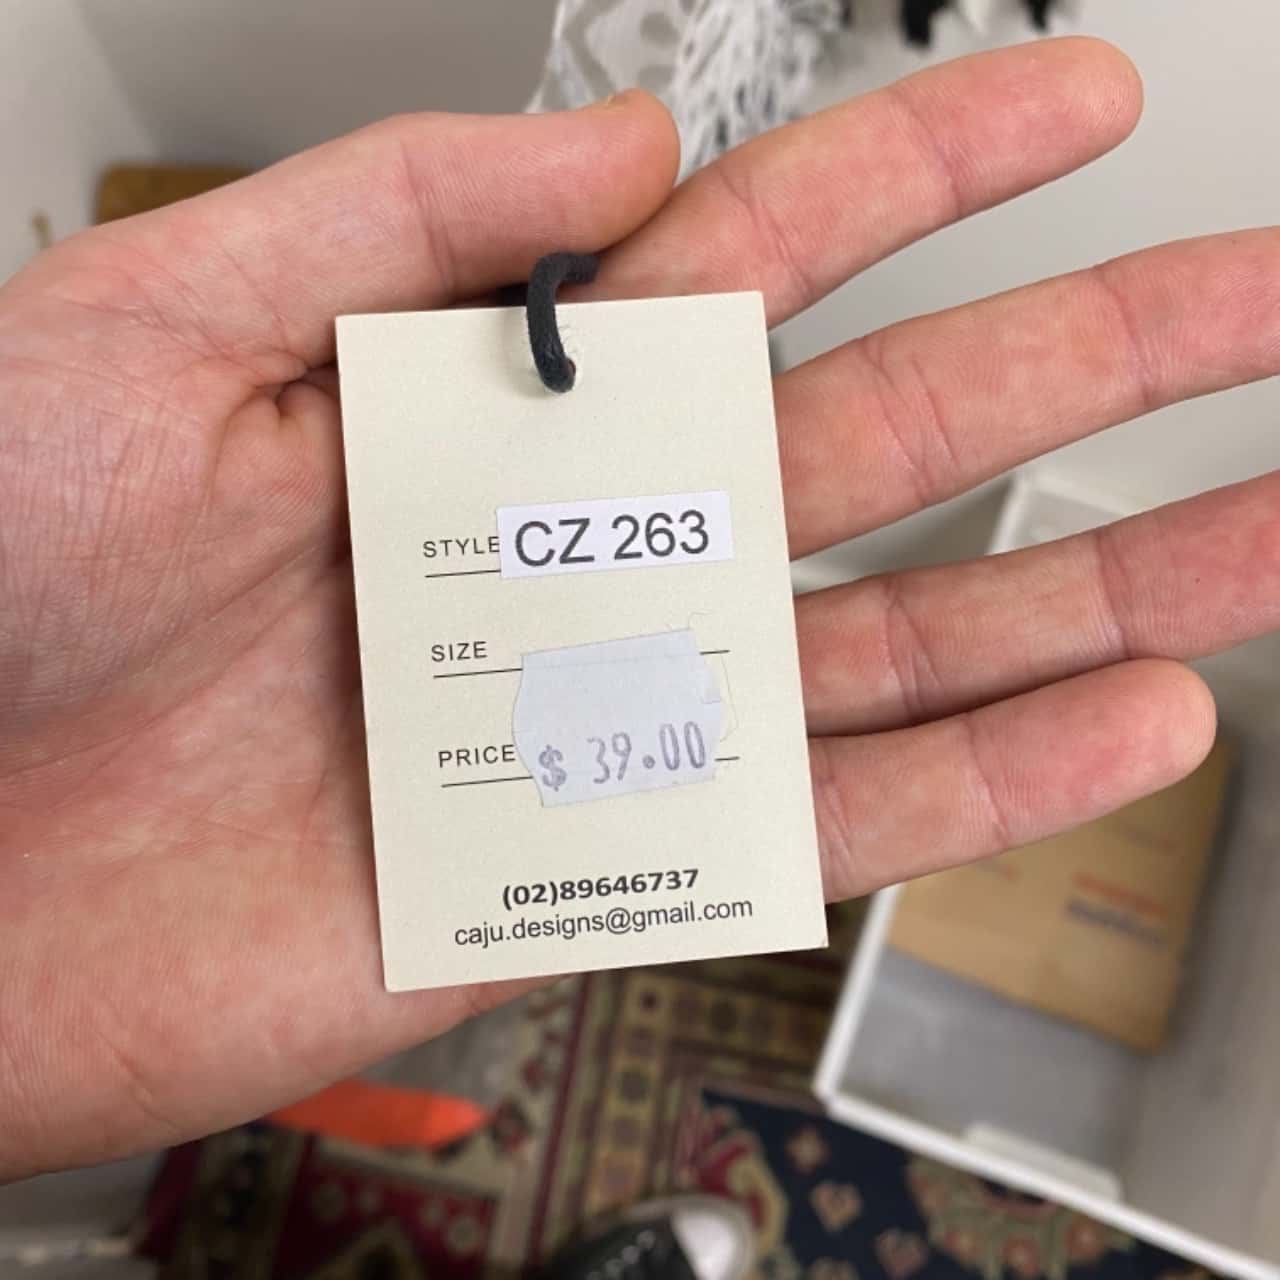 STYLE CZ 263
SIZE
PRICE $ 39.00
(02)89646737
caju.designs@gmail.com